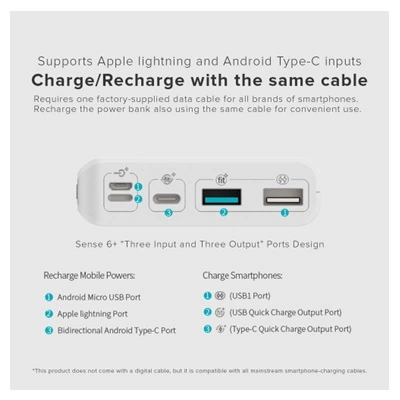 Supports Apple lightning and Android Type-C inputs
Charge/Recharge with the same cable
Requires one factory-supplied data cable for all brands of smartphones.
Recharge the power bank also using the same cable for convenient use.
fit+
fit+
1
2
3
2
1
Sense 6+ "Three Input and Three Output" Ports Design
Recharge Mobile Powers:
1 Android Micro USB Port
2 Apple lightning Port
3 Bidirectional Android Type-C Port
Charge Smartphones:
1 (USB1 Port)
2 (USB Quick Charge Output Port)
3 (Type-C Quick Charge Output Port)
*This product does not come with a digital cable, but it is compatible with all mainstream smartphone-charging cables.